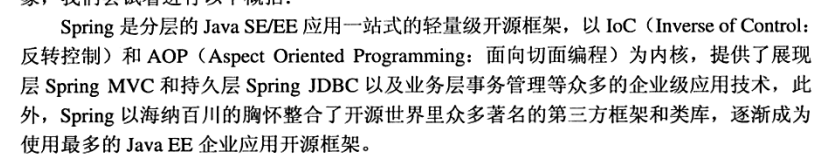 Spring 是分层的 Java SE/EE 应用一站式的轻量级开源框架，以 IoC（Inverse of Control：
反转控制）和 AOP（Aspect Oriented Programming：面向切面编程）为内核，提供了展现
层 Spring MVC 和持久层 Spring JDBC 以及业务层事务管理等众多的企业级应用技术，此
外，Spring 以海纳百川的胸怀整合了开源世界里众多著名的第三方框架和类库，逐渐成为
使用最多的 Java EE 企业应用开源框架。